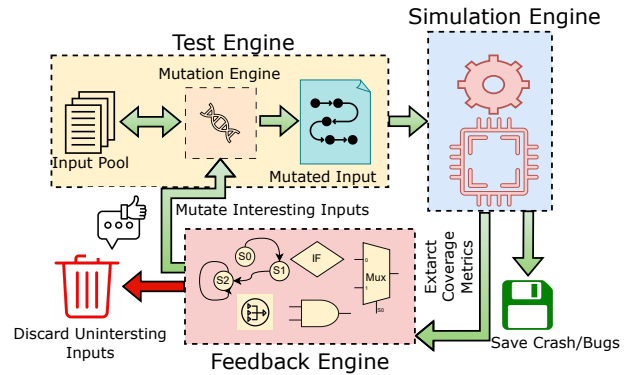 Simulation Engine
Test Engine
Mutation Engine
Input Pool
Mutated Input
Mutate Interesting Inputs
S0
S1
S2
IF
0
1
Mux
S0
Extarct
Coverage
Metrics
Discard Unintersting
Inputs
Save Crash/Bugs
Feedback Engine